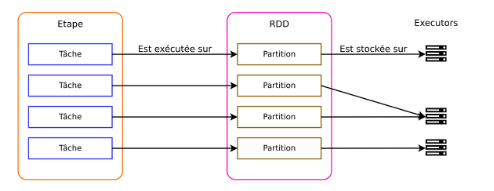 Etape
RDD
Executors
Tâche
Est exécutée sur
Partition
Est stockée sur
Tâche
Partition
Tâche
Partition
Tâche
Partition